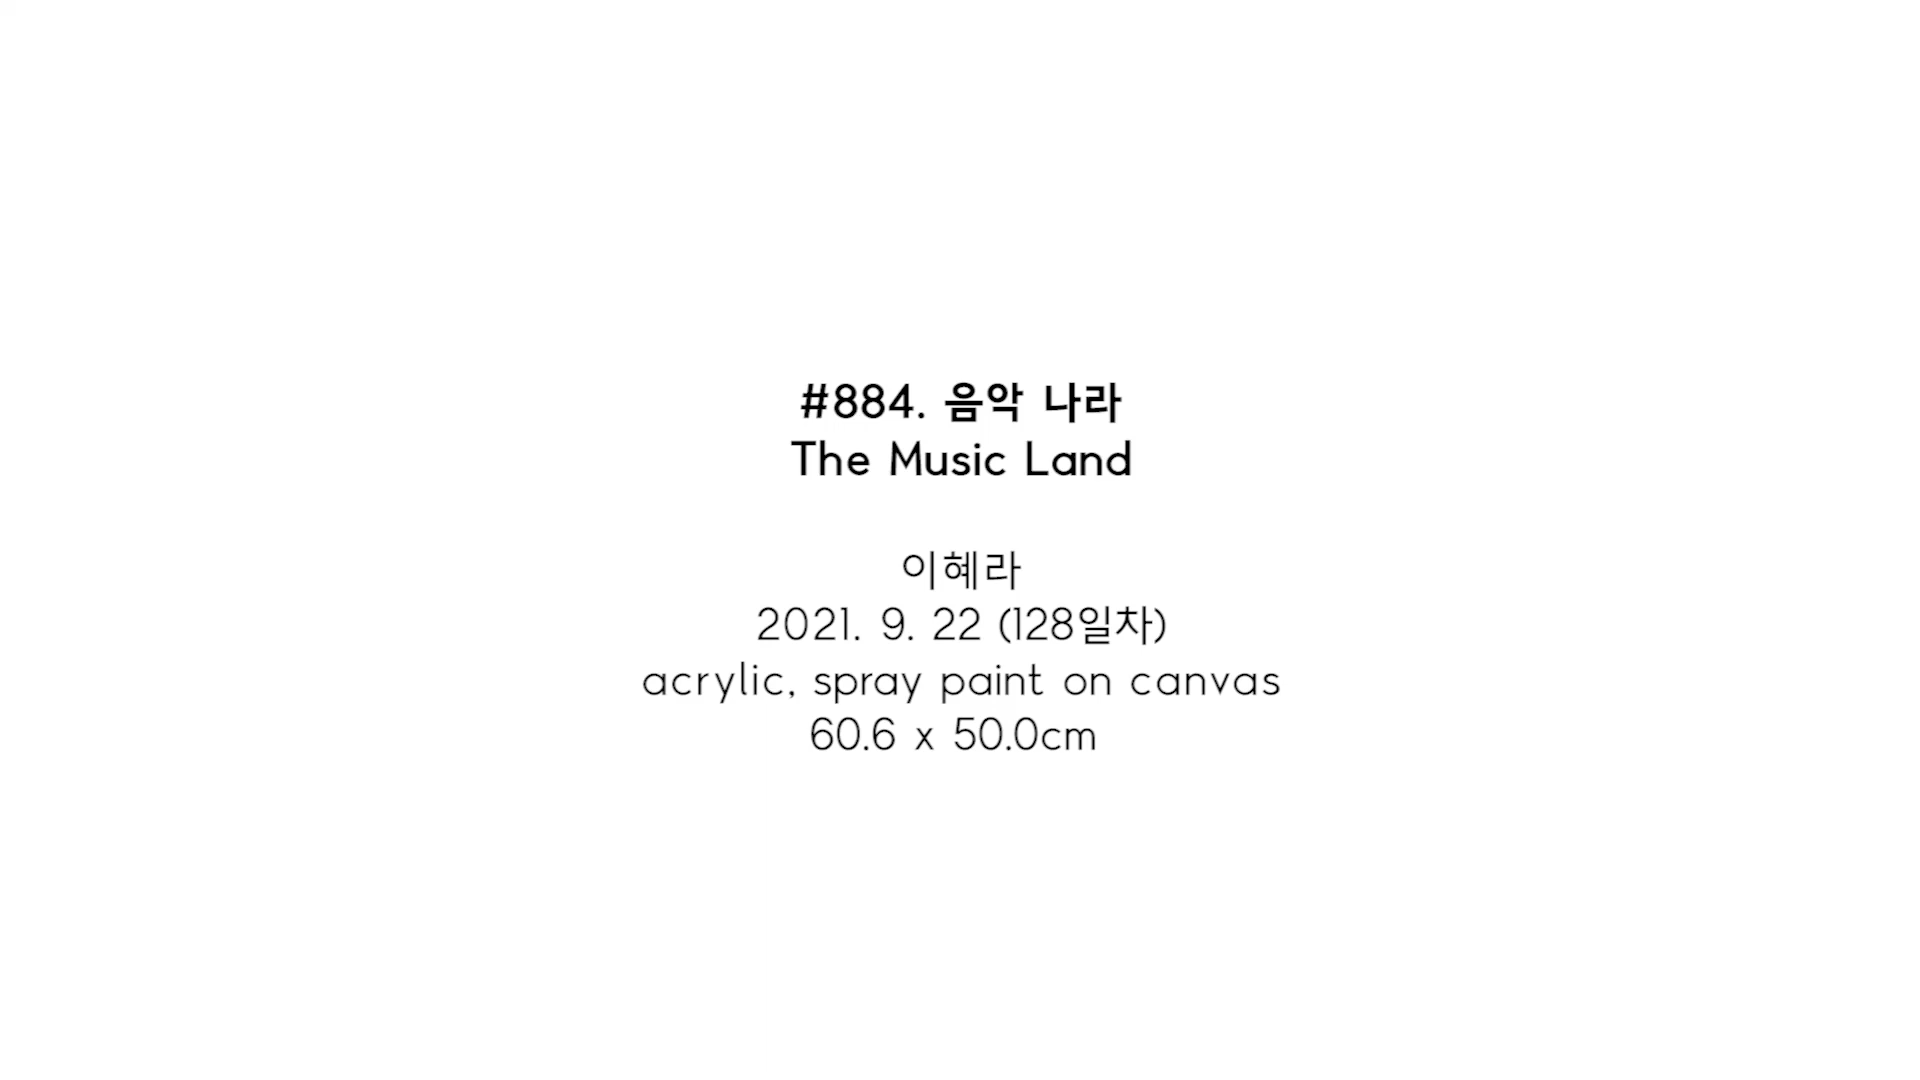 #884. 음악 나라
The Music Land
이혜라
2021. 9. 22 (128일차)
acrylic, spray paint on canvas
60.6 x 50.0cm